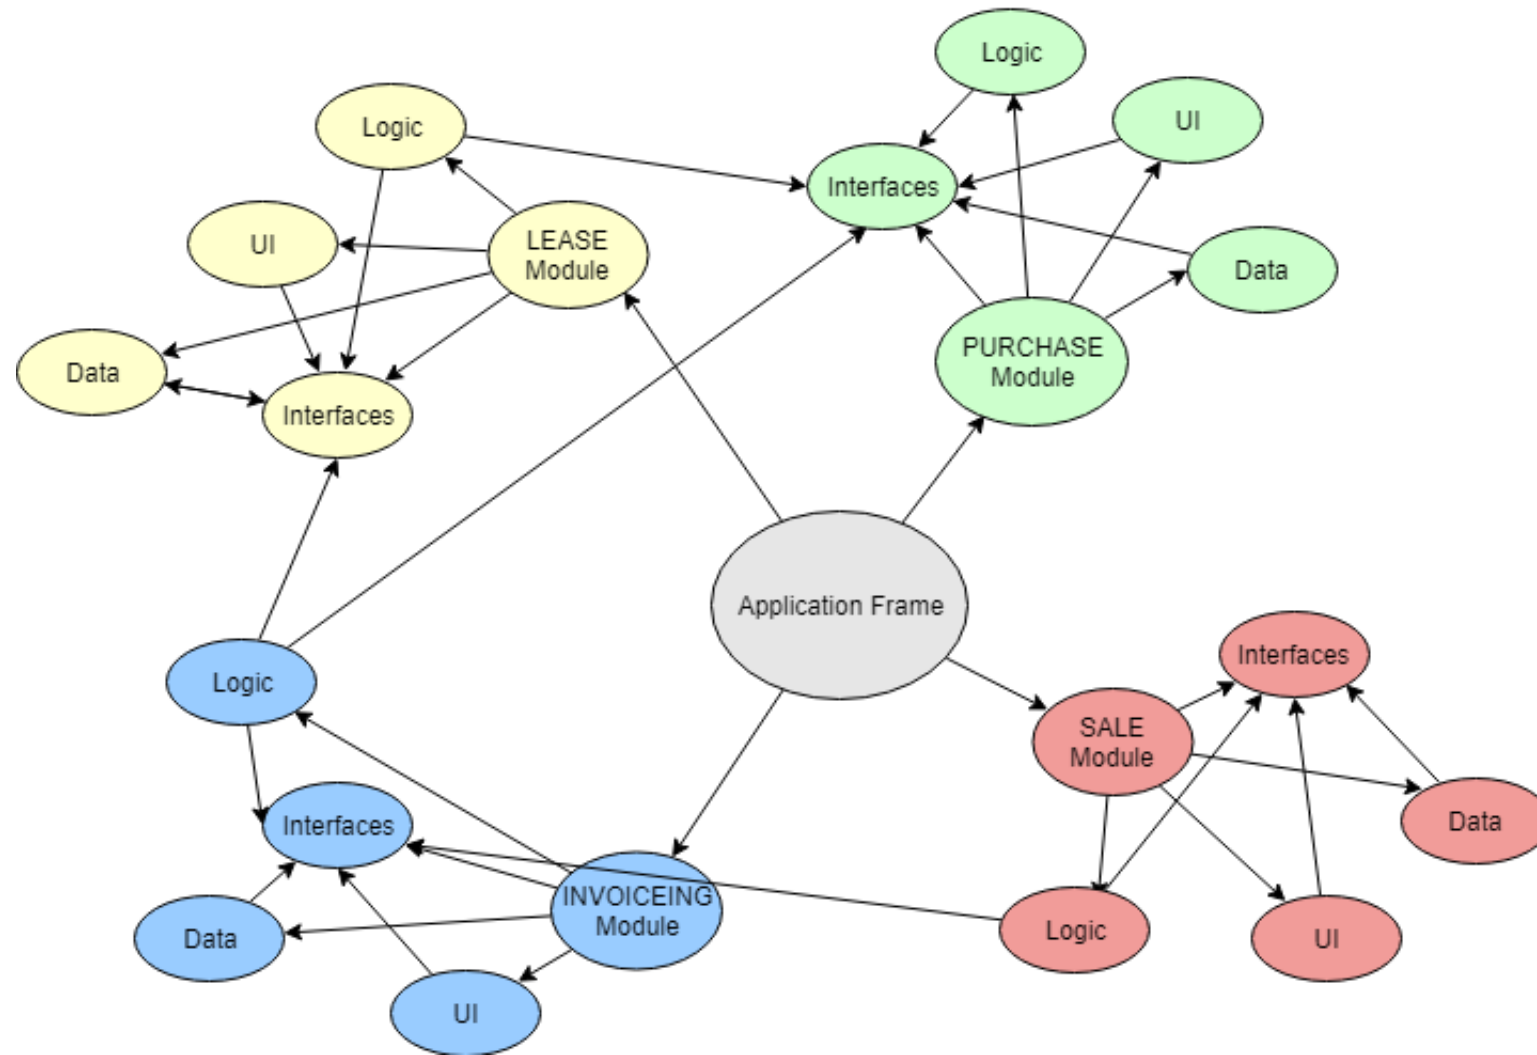 Logic
UI
Interfaces
Data
PURCHASE
Module
Logic
UI
LEASE
Module
Data
Interfaces
Application Frame
Logic
Interfaces
Data
INVOICEING
Module
UI
Interfaces
SALE
Module
Data
Logic
UI